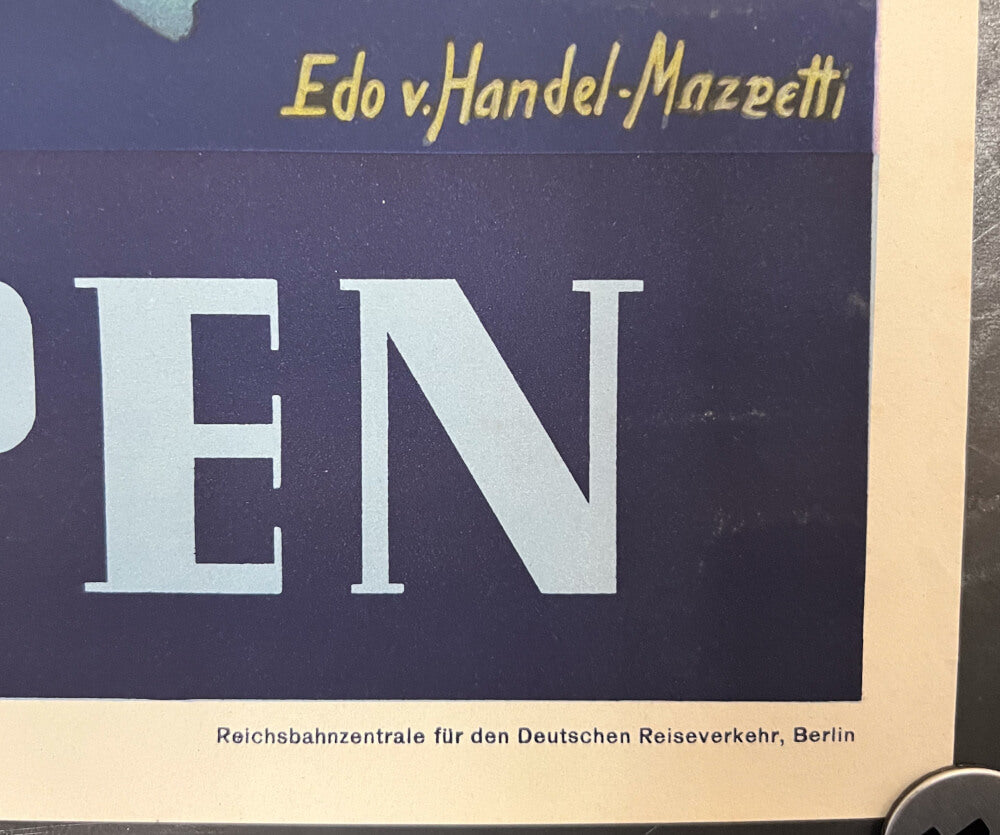 Edo v. Handel-Mazzetti
PEN
Reichsbahnzentrale für den Deutschen Reiseverkehr, Berlin